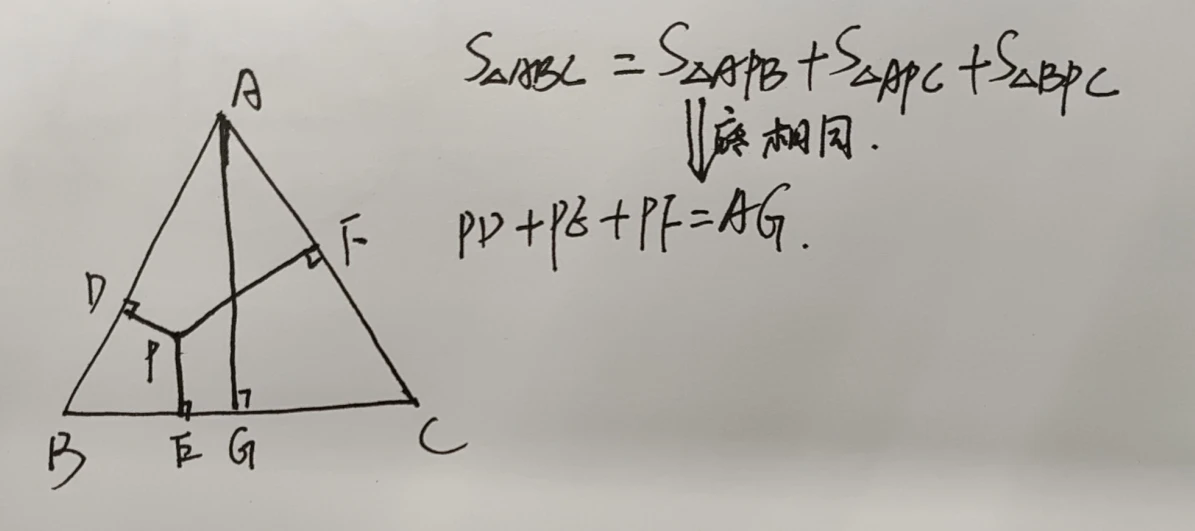 S△ABC = S△APB + S△APC + S△BPC
⇓底相同.
PD + PE + PF = AG.
A
F
D
P
B
E
G
C